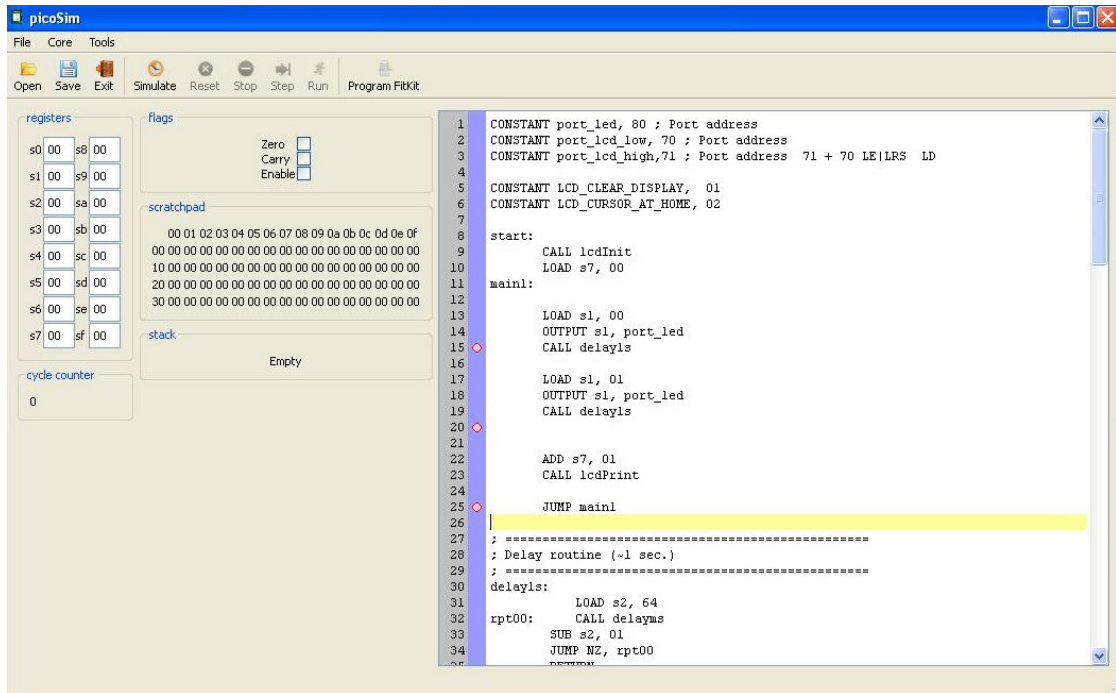 picoSim
File Core Tools
Open Save Exit Simulate Reset Stop Step Run Program FitKit
registers
s0 00 s8 00
s1 00 s9 00
s2 00 sa 00
s3 00 sb 00
s4 00 sc 00
s5 00 sd 00
s6 00 se 00
s7 00 sf 00
cycle counter
0
flags
Zero
Carry
Enable
scratchpad
00 01 02 03 04 05 06 07 08 09 0a 0b 0c 0d 0e 0f
00 00 00 00 00 00 00 00 00 00 00 00 00 00 00 00 00
10 00 00 00 00 00 00 00 00 00 00 00 00 00 00 00 00
20 00 00 00 00 00 00 00 00 00 00 00 00 00 00 00 00
30 00 00 00 00 00 00 00 00 00 00 00 00 00 00 00 00
stack
Empty
1 CONSTANT port_led, 80 ; Port address
2 CONSTANT port_lcd_low, 70 ; Port address
3 CONSTANT port_lcd_high,71 ; Port address 71 + 70 LE|LRS LD
4
5 CONSTANT LCD_CLEAR_DISPLAY, 01
6 CONSTANT LCD_CURSOR_AT_HOME, 02
7
8 start:
9 CALL lcdInit
10 LOAD s7, 00
11 main1:
12
13 LOAD s1, 00
14 OUTPUT s1, port_led
15 CALL delay1s
16
17 LOAD s1, 01
18 OUTPUT s1, port_led
19 CALL delay1s
20
21
22 ADD s7, 01
23 CALL lcdPrint
24
25 JUMP main1
26
27 ; =================================================
28 ; Delay routine (~1 sec.)
29 ; =================================================
30 delay1s:
31 LOAD s2, 64
32 rpt00: CALL delayms
33 SUB s2, 01
34 JUMP NZ, rpt00
35 RETURN